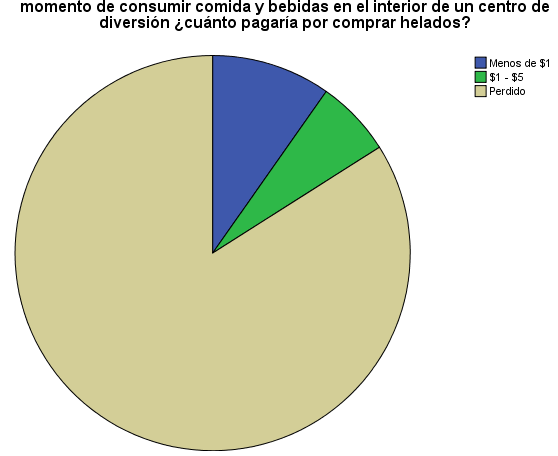 momento de consumir comida y bebidas en el interior de un centro de
diversión ¿cuánto pagaría por comprar helados?
Menos de $1
$1 - $5
Perdido